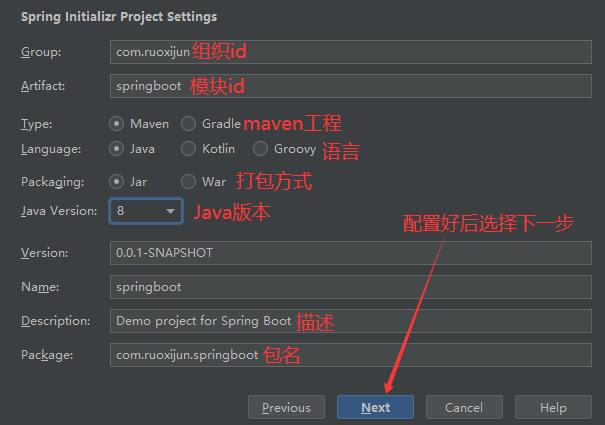 Spring Initializr Project Settings
Group: com.ruoxijun 组织id
Artifact: springboot 模块id
Type: Maven Gradle maven工程
Language: Java Kotlin Groovy 语言
Packaging: Jar War 打包方式
Java Version: 8 Java版本
配置好后选择下一步
Version: 0.0.1-SNAPSHOT
Name: springboot
Description: Demo project for Spring Boot 描述
Package: com.ruoxijun.springboot 包名
Previous Next Cancel Help